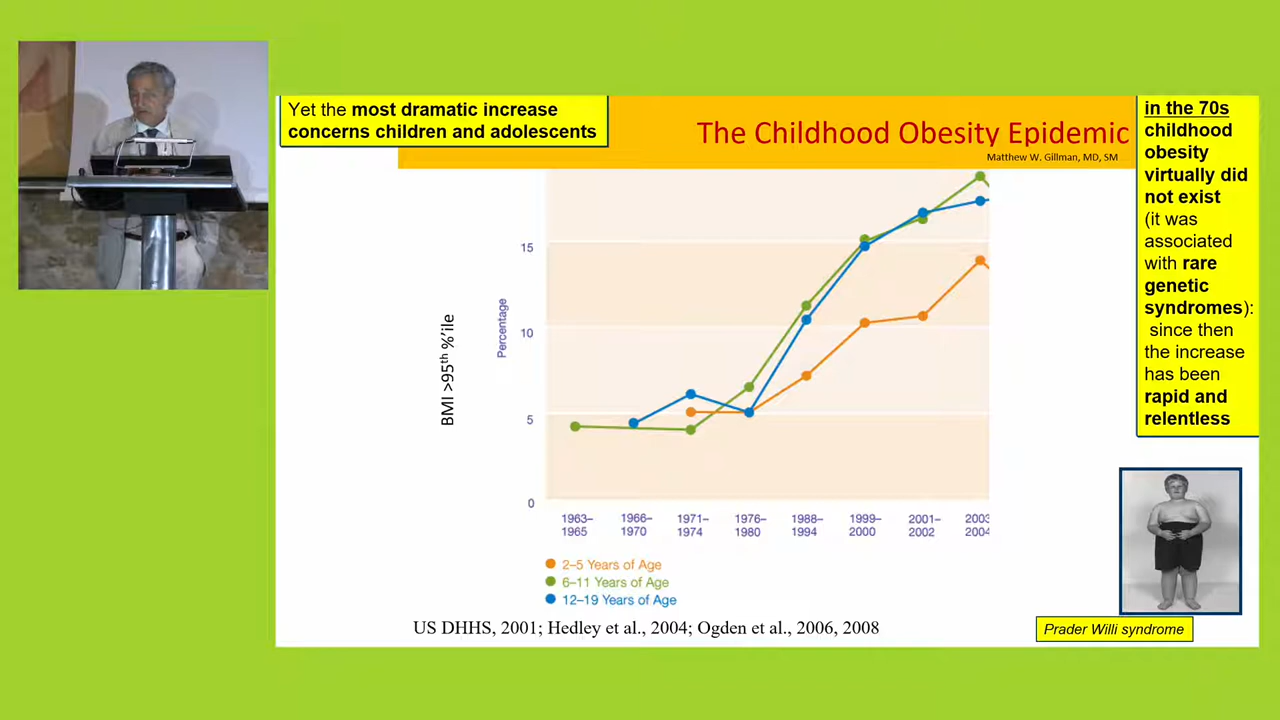 Yet the most dramatic increase
concerns children and adolescents
The Childhood Obesity Epidemic
Matthew W. Gillman, MD, SM
in the 70s
childhood
obesity
virtually did
not exist
(it was
associated
with rare
genetic
syndromes):
since then
the increase
has been
rapid and
relentless
BMI >95th %’ile
Percentage
15
10
5
0
1963–
1965
1966–
1970
1971–
1974
1976–
1980
1988–
1994
1999–
2000
2001–
2002
2003
2004
2–5 Years of Age
6–11 Years of Age
12–19 Years of Age
US DHHS, 2001; Hedley et al., 2004; Ogden et al., 2006, 2008
Prader Willi syndrome